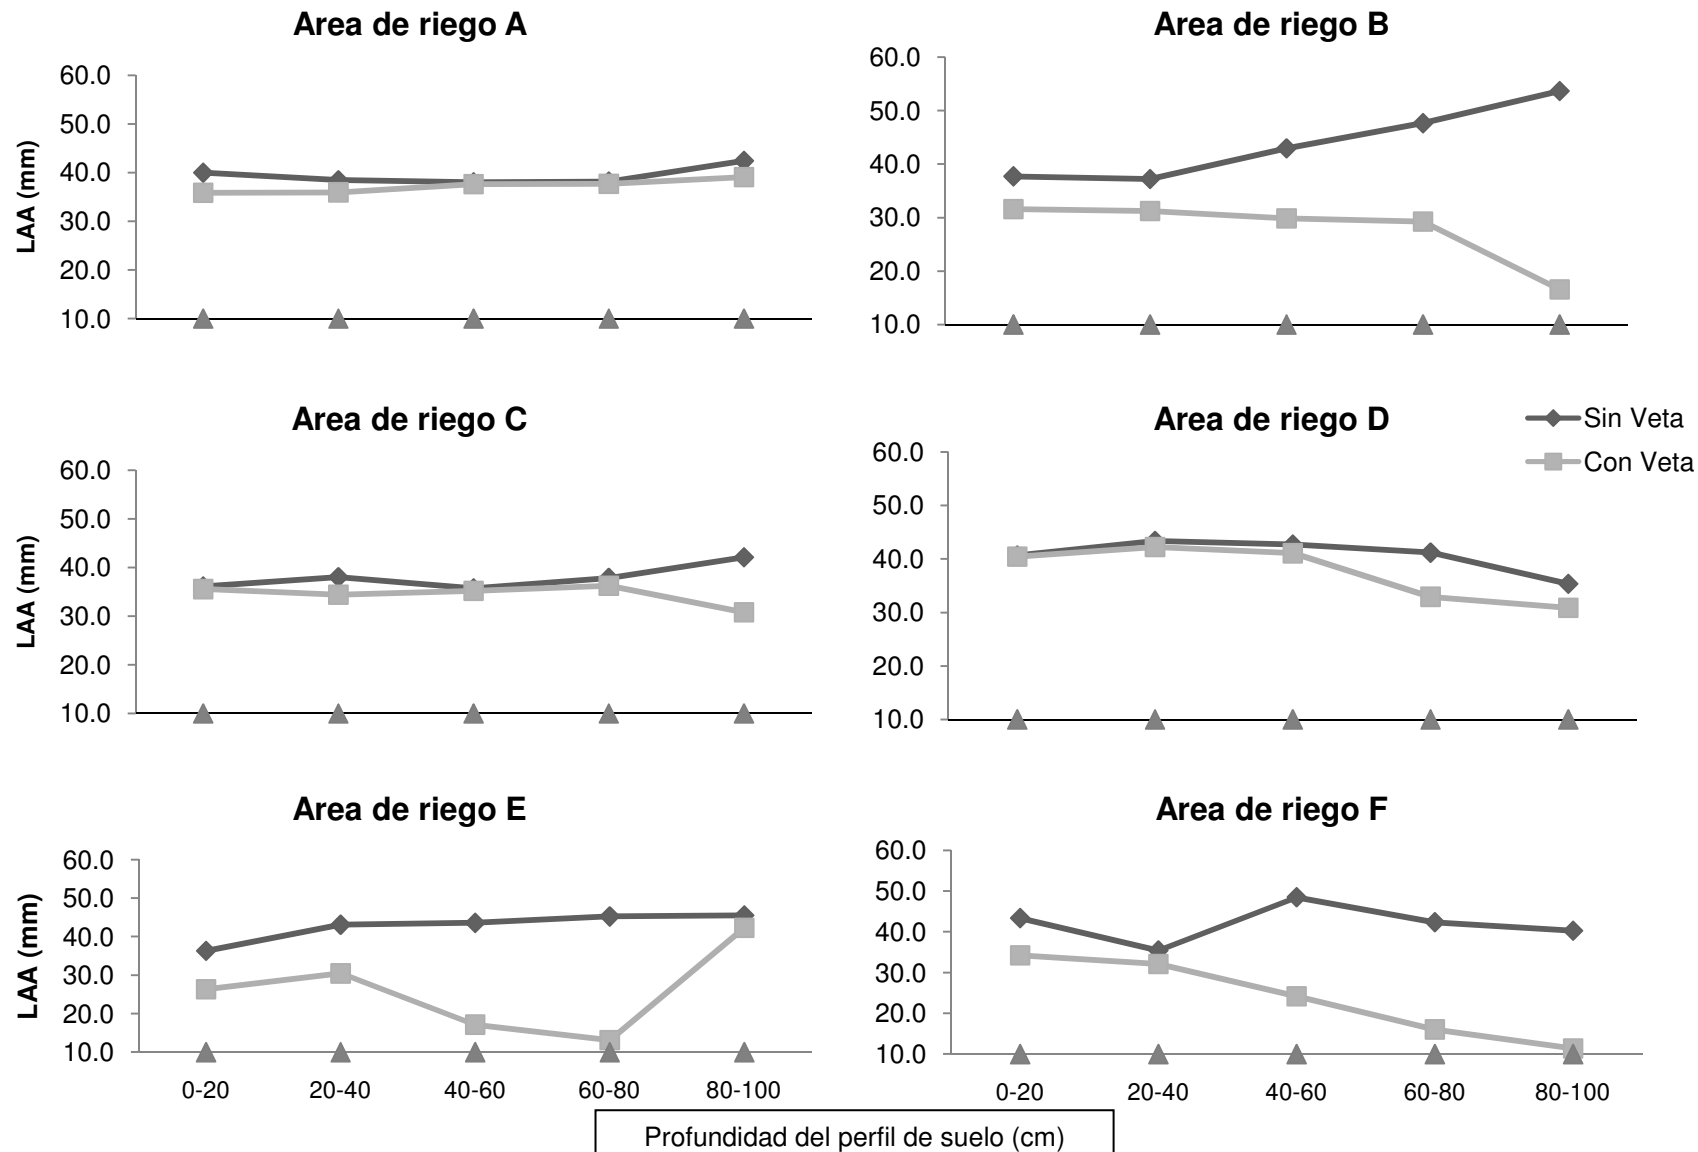 Area de riego A
60.0
50.0
40.0
30.0
20.0
10.0
LAA (mm)
Area de riego B
60.0
50.0
40.0
30.0
20.0
10.0
Area de riego C
60.0
50.0
40.0
30.0
20.0
10.0
LAA (mm)
Area de riego D
60.0
50.0
40.0
30.0
20.0
10.0
Sin Veta
Con Veta
Area de riego E
60.0
50.0
40.0
30.0
20.0
10.0
LAA (mm)
0-20 20-40 40-60 60-80 80-100
Area de riego F
60.0
50.0
40.0
30.0
20.0
10.0
0-20 20-40 40-60 60-80 80-100
Profundidad del perfil de suelo (cm)